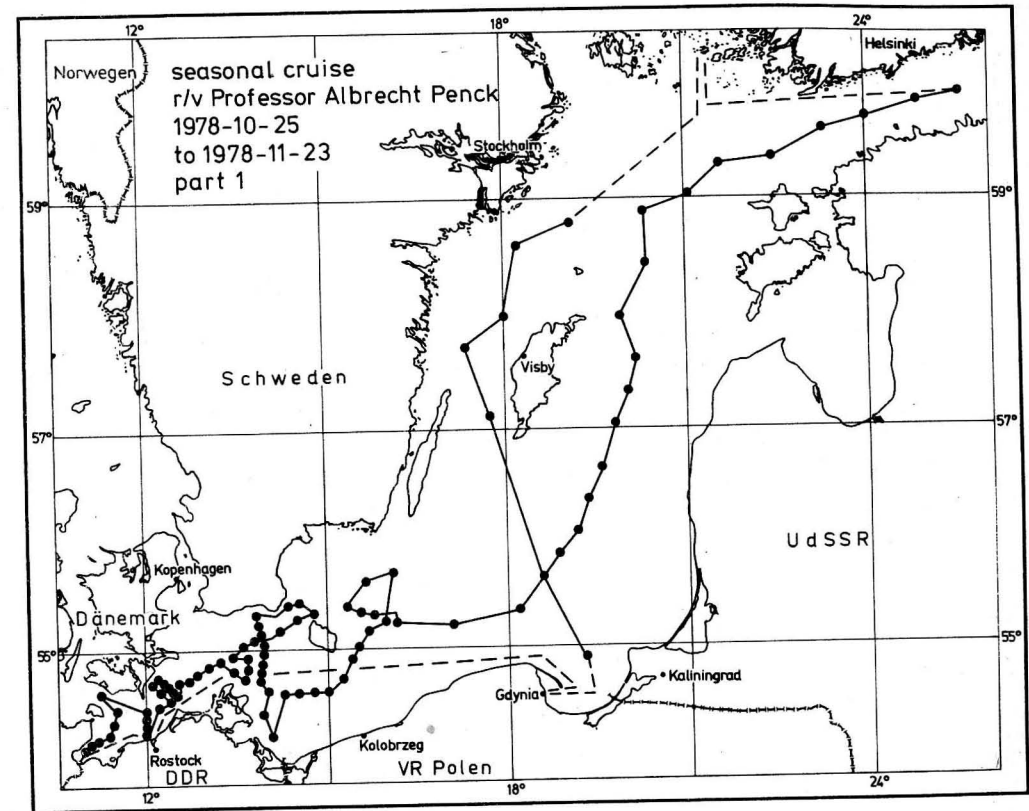 12°
18°
24°
Helsinki
Norwegen
seasonal cruise
r/v Professor Albrecht Penck
1978-10-25
to 1978-11-23
part 1
Stockholm
59°
59°
Visby
Schweden
57°
57°
UdSSR
Kopenhagen
Dänemark
55°
55°
Kaliningrad
Gdynia
Rostock
DDR
Kolobrzeg
VR Polen
12°
18°
24°